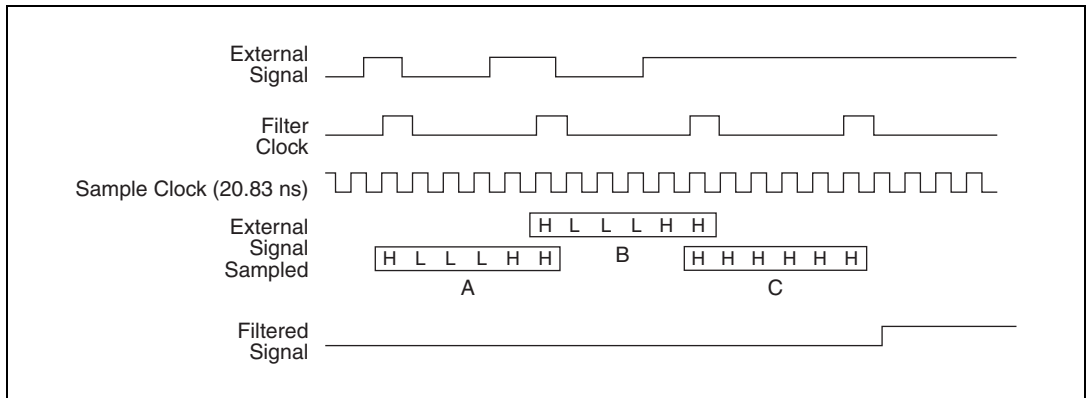 External
Signal
Filter
Clock
Sample Clock (20.83 ns)
External
Signal
Sampled
H L L L H H
B
H L L L H H
A
H H H H H H
C
Filtered
Signal